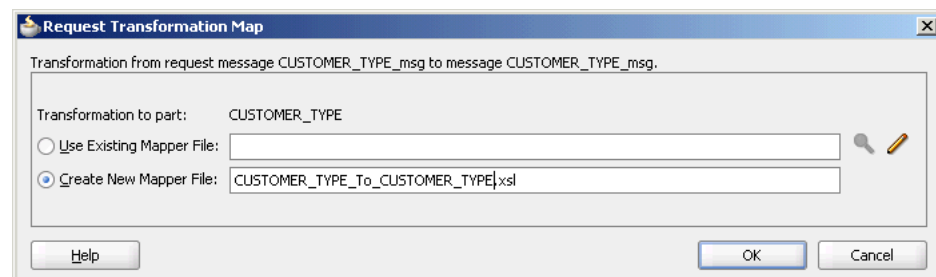 Request Transformation Map
Transformation from request message CUSTOMER_TYPE_msg to message CUSTOMER_TYPE_msg.
Transformation to part: CUSTOMER_TYPE
Use Existing Mapper File:
Create New Mapper File: CUSTOMER_TYPE_To_CUSTOMER_TYPE.xsl
Help OK Cancel